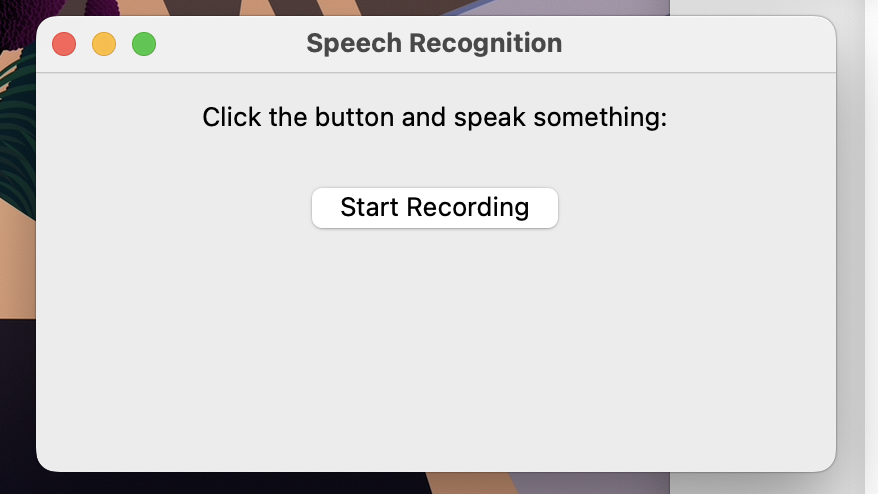 Speech Recognition
Click the button and speak something:
Start Recording